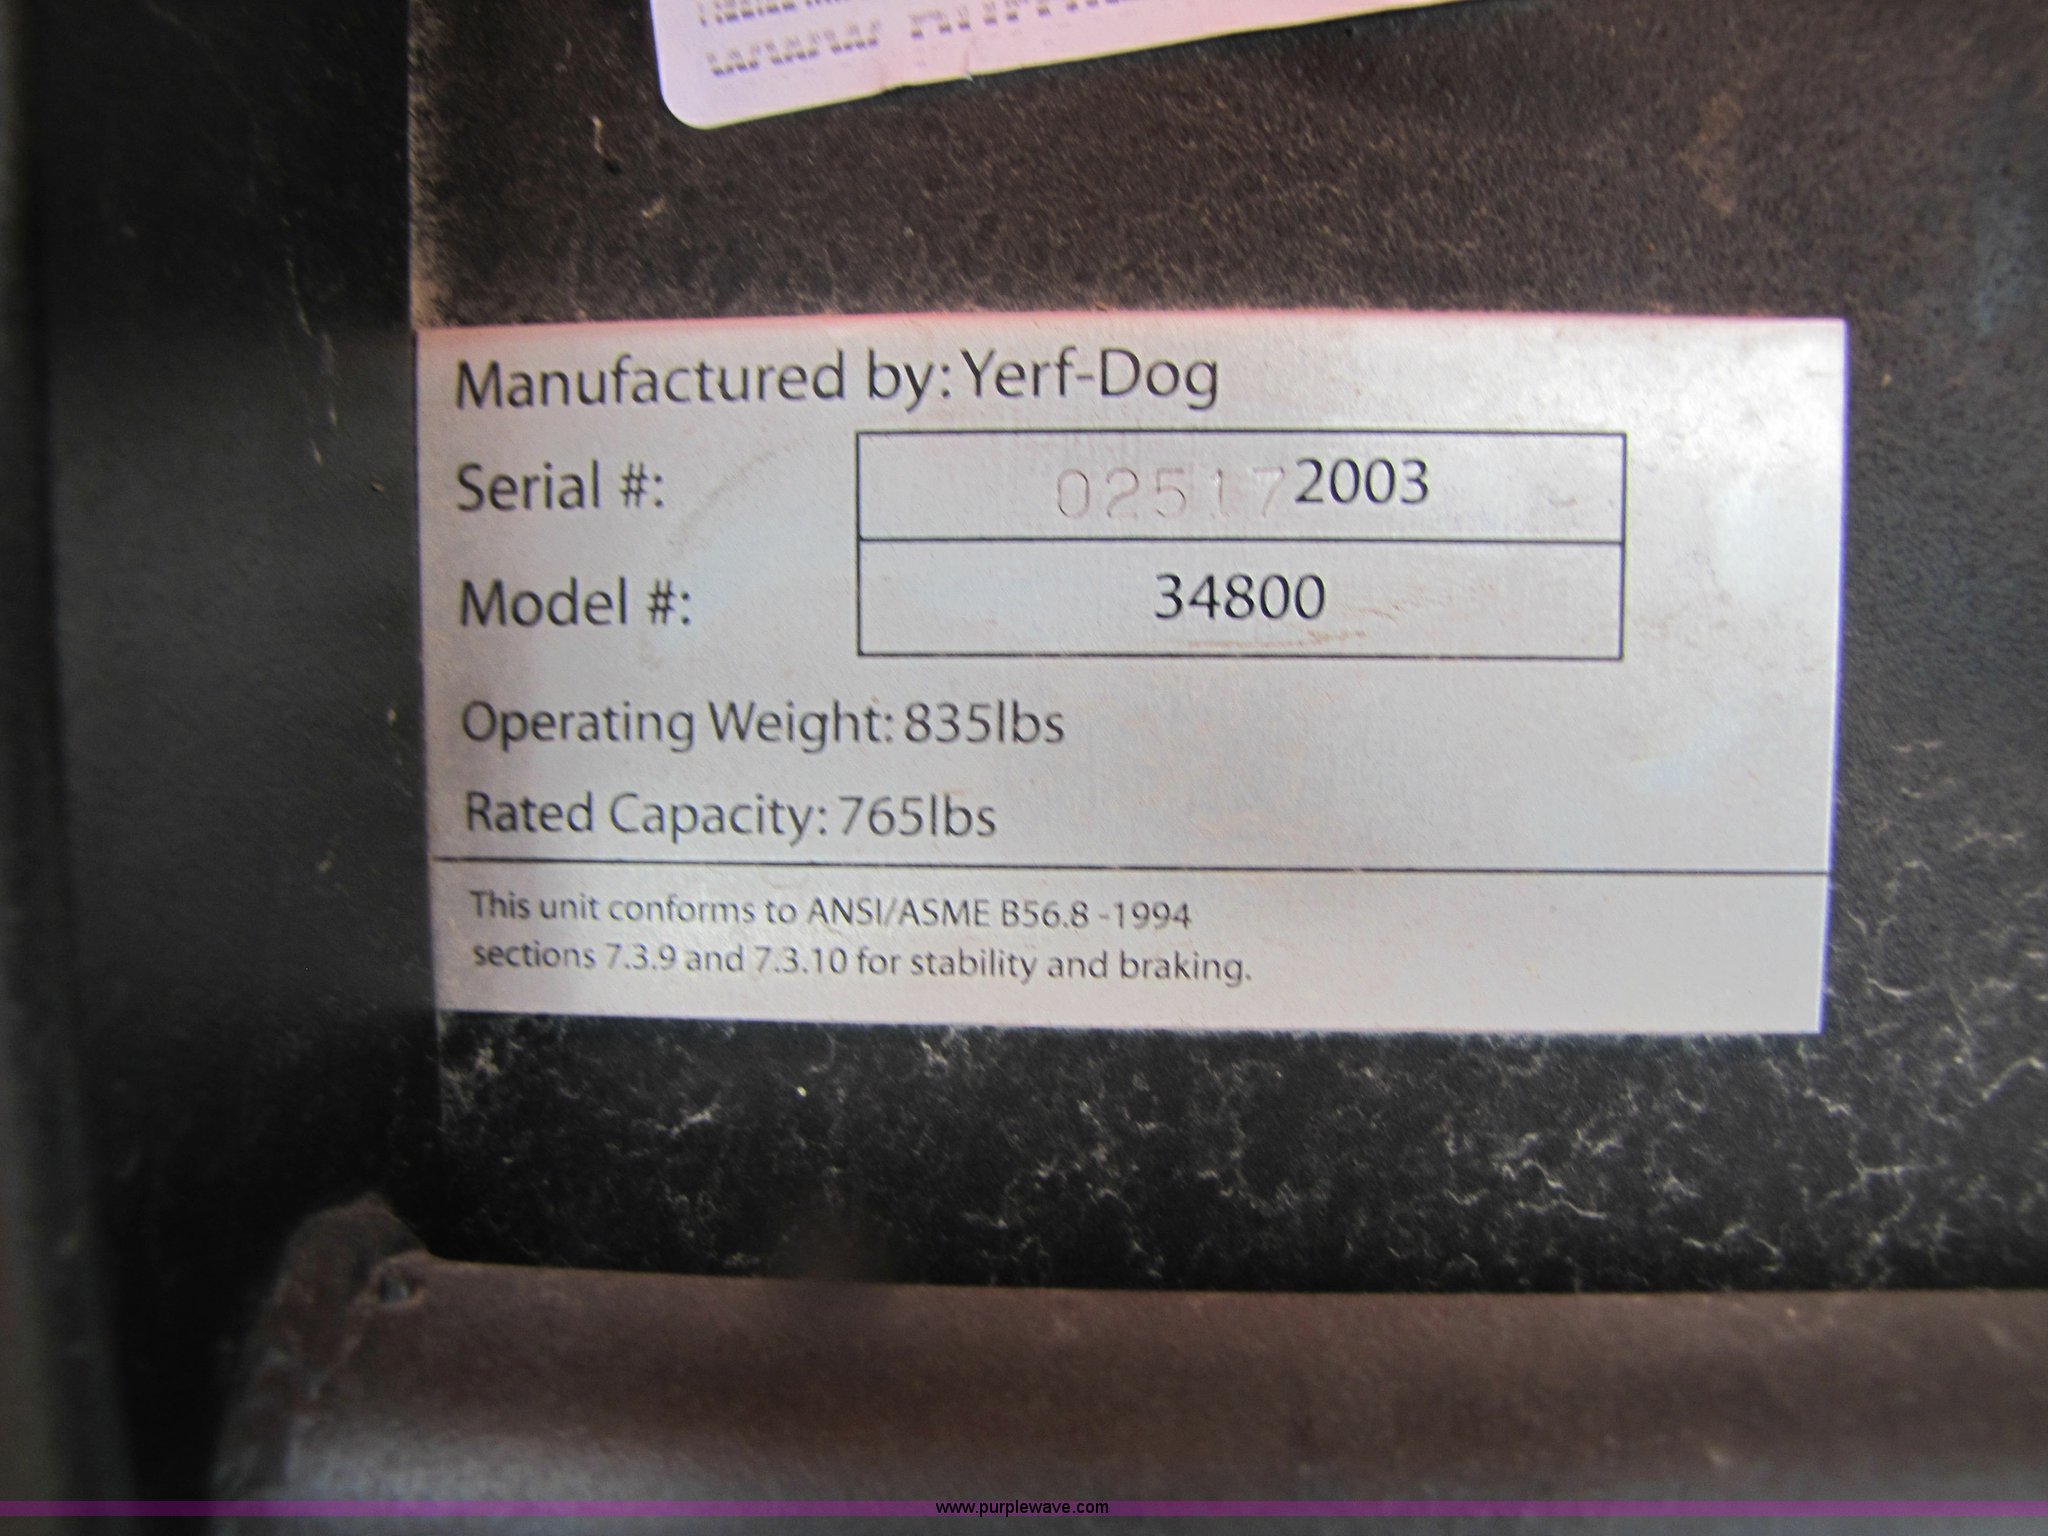 Manufactured by: Yerf-Dog
Serial #: 025172003
Model #: 34800
Operating Weight: 835lbs
Rated Capacity: 765lbs
This unit conforms to ANSI/ASME B56.8 -1994
sections 7.3.9 and 7.3.10 for stability and braking.
www.purplewave.com